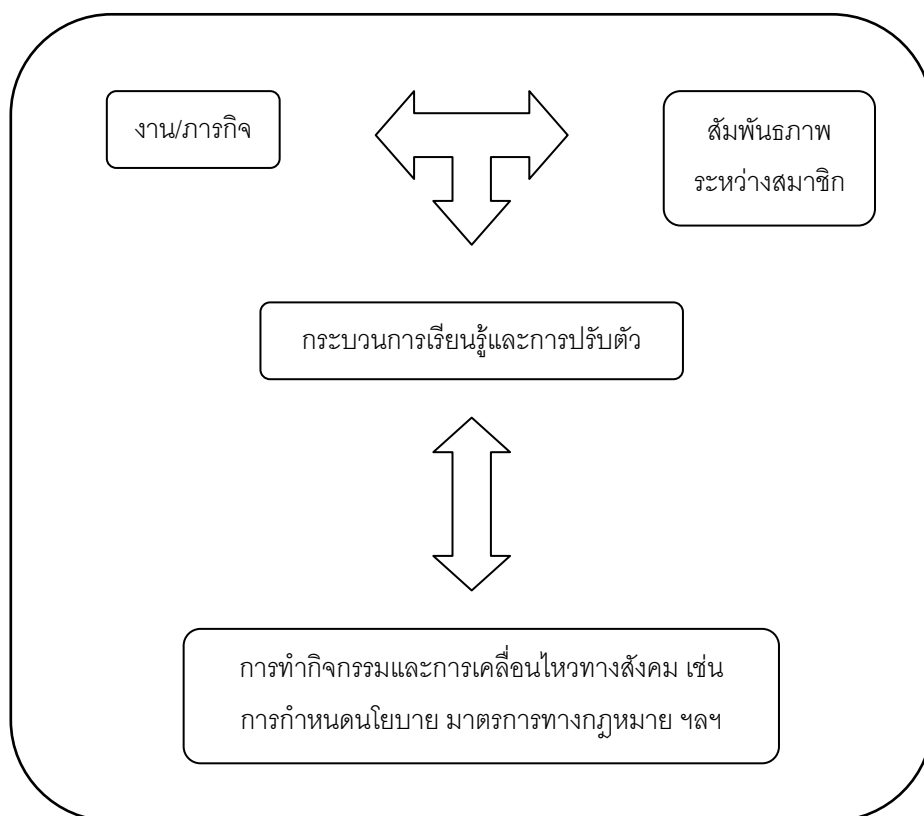 งาน/ภารกิจ
สัมพันธภาพ
ระหว่างสมาชิก
กระบวนการเรียนรู้และการปรับตัว
การทำกิจกรรมและการเคลื่อนไหวทางสังคม เช่น
การกำหนดนโยบาย มาตรการทางกฎหมาย ฯลฯ